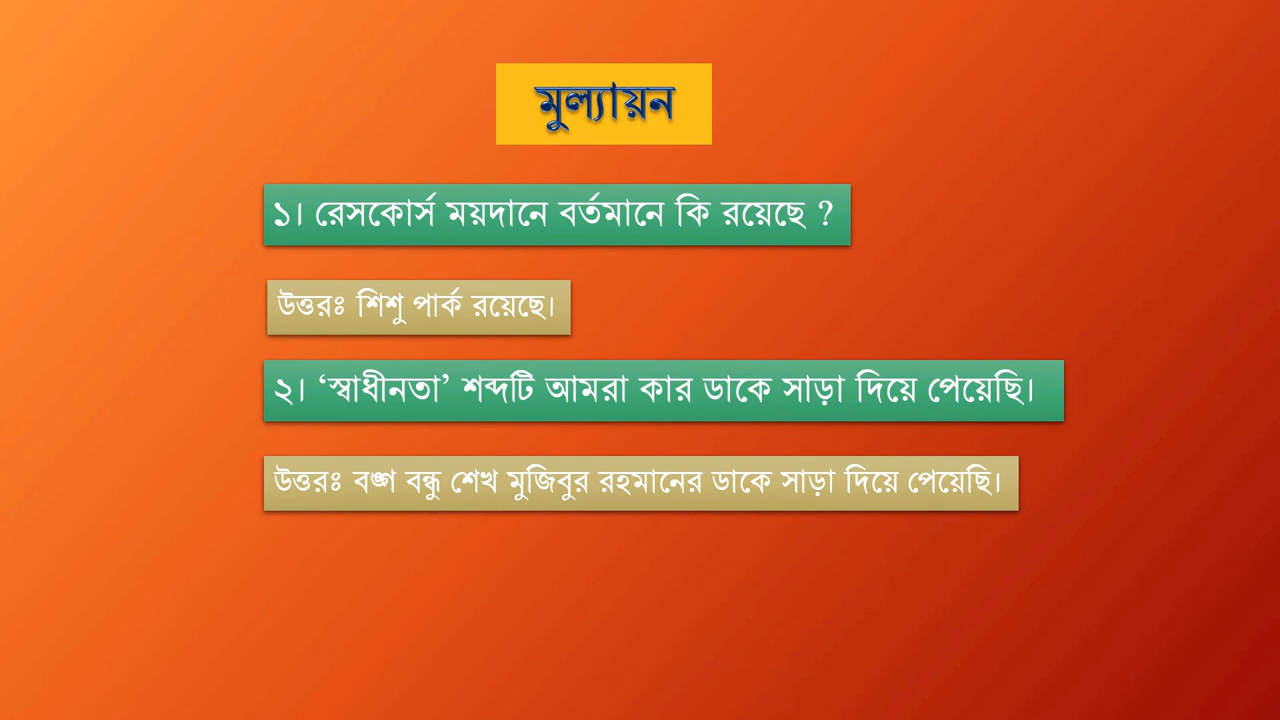 মুল্যায়ন
১। রেসকোর্স ময়দানে বর্তমানে কি রয়েছে ?
উত্তরঃ শিশু পার্ক রয়েছে।
২। ‘স্বাধীনতা’ শব্দটি আমরা কার ডাকে সাড়া দিয়ে পেয়েছি।
উত্তরঃ বঙ্গ বন্ধু শেখ মুজিবুর রহমানের ডাকে সাড়া দিয়ে পেয়েছি।